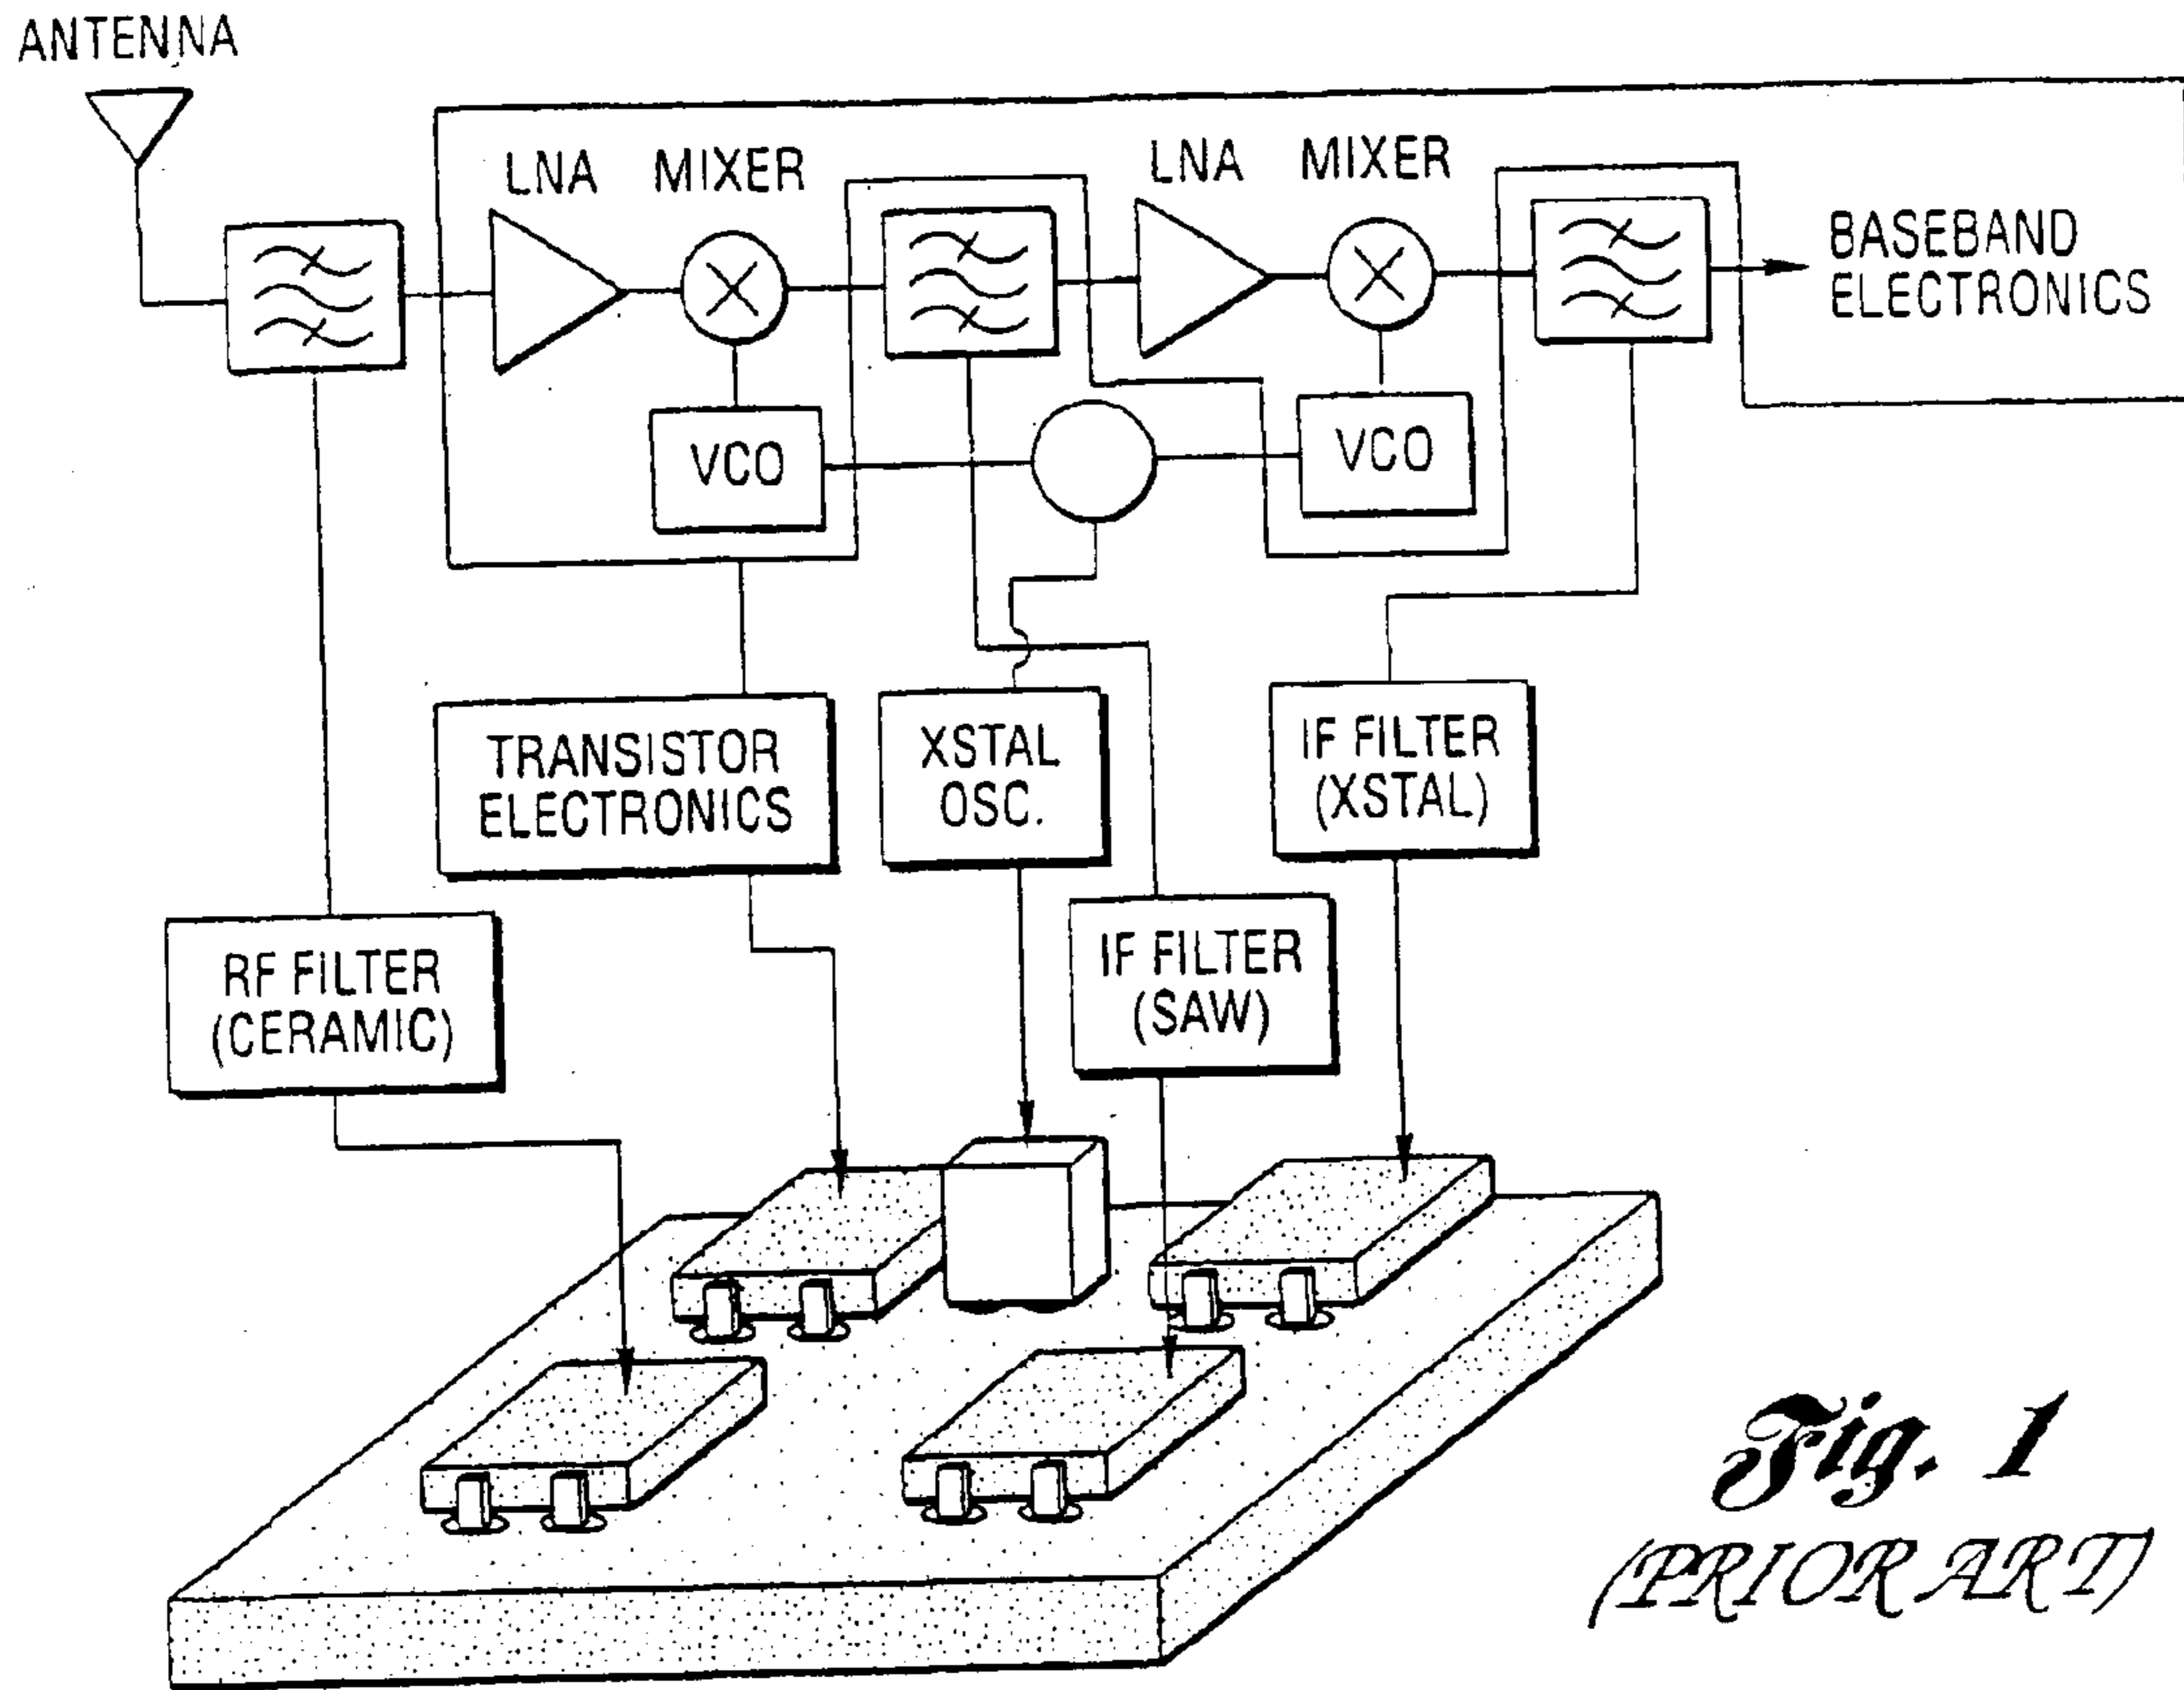 ANTENNA
LNA MIXER
LNA MIXER
BASEBAND
ELECTRONICS
VCO
VCO
TRANSISTOR
ELECTRONICS
XSTAL
OSC.
IF FILTER
(XSTAL)
RF FILTER
(CERAMIC)
IF FILTER
(SAW)
Fig. 1
(PRIOR ART)